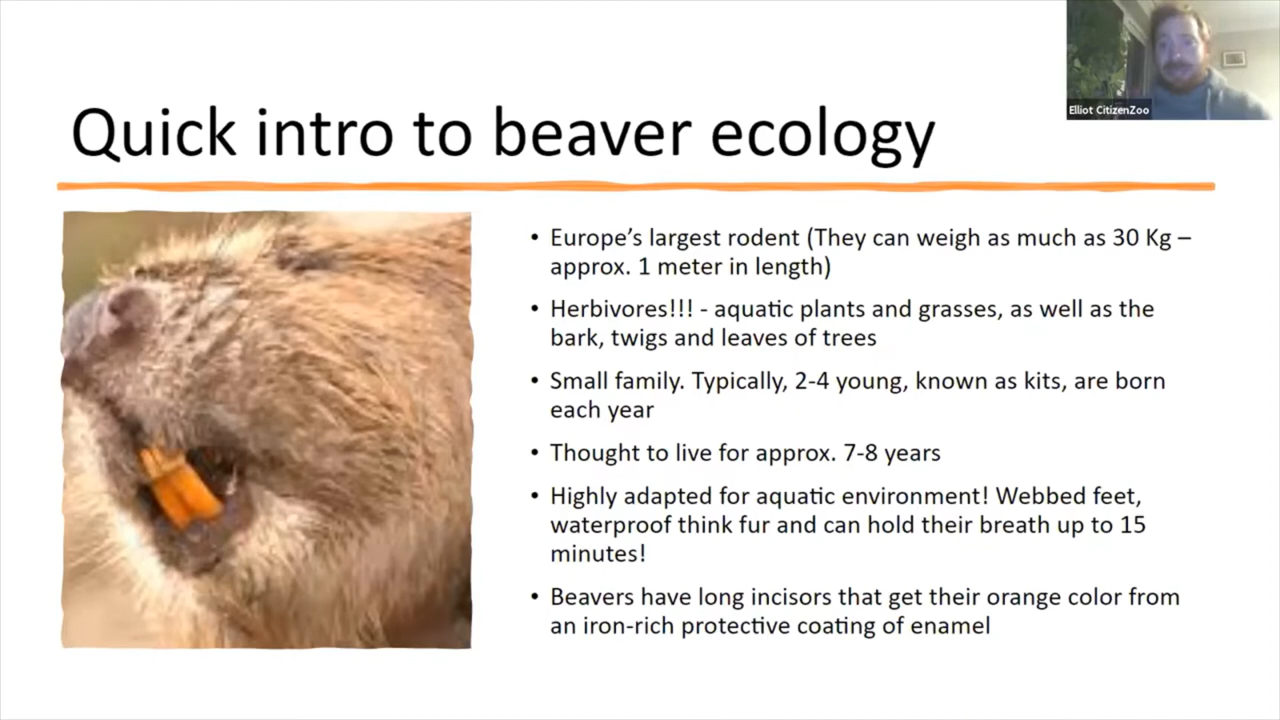 Elliot CitizenZoo
Quick intro to beaver ecology
• Europe’s largest rodent (They can weigh as much as 30 Kg –
approx. 1 meter in length)
• Herbivores!!! - aquatic plants and grasses, as well as the
bark, twigs and leaves of trees
• Small family. Typically, 2-4 young, known as kits, are born
each year
• Thought to live for approx. 7-8 years
• Highly adapted for aquatic environment! Webbed feet,
waterproof think fur and can hold their breath up to 15
minutes!
• Beavers have long incisors that get their orange color from
an iron-rich protective coating of enamel